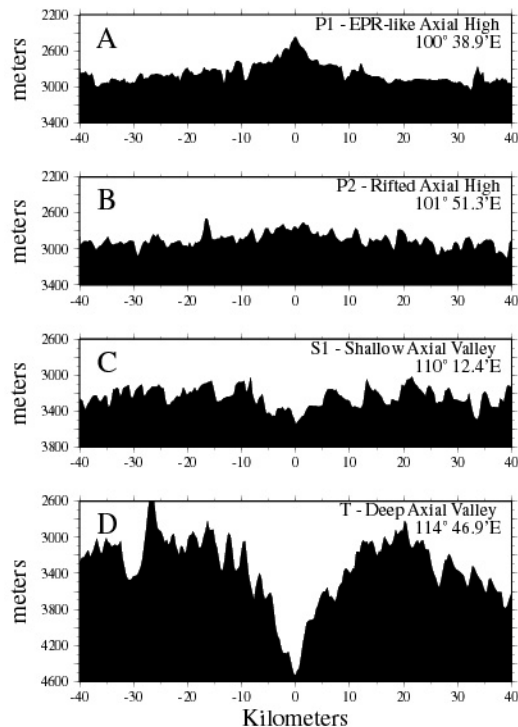 A
P1 - EPR-like Axial High
100° 38.9'E
meters
2200
2600
3000
3400
-40 -30 -20 -10 0 10 20 30 40
B
P2 - Rifted Axial High
101° 51.3'E
meters
2200
2600
3000
3400
-40 -30 -20 -10 0 10 20 30 40
C
S1 - Shallow Axial Valley
110° 12.4'E
meters
2600
3000
3400
3800
-40 -30 -20 -10 0 10 20 30 40
D
T - Deep Axial Valley
114° 46.9'E
meters
2600
3000
3400
3800
4200
4600
-40 -30 -20 -10 0 10 20 30 40
Kilometers